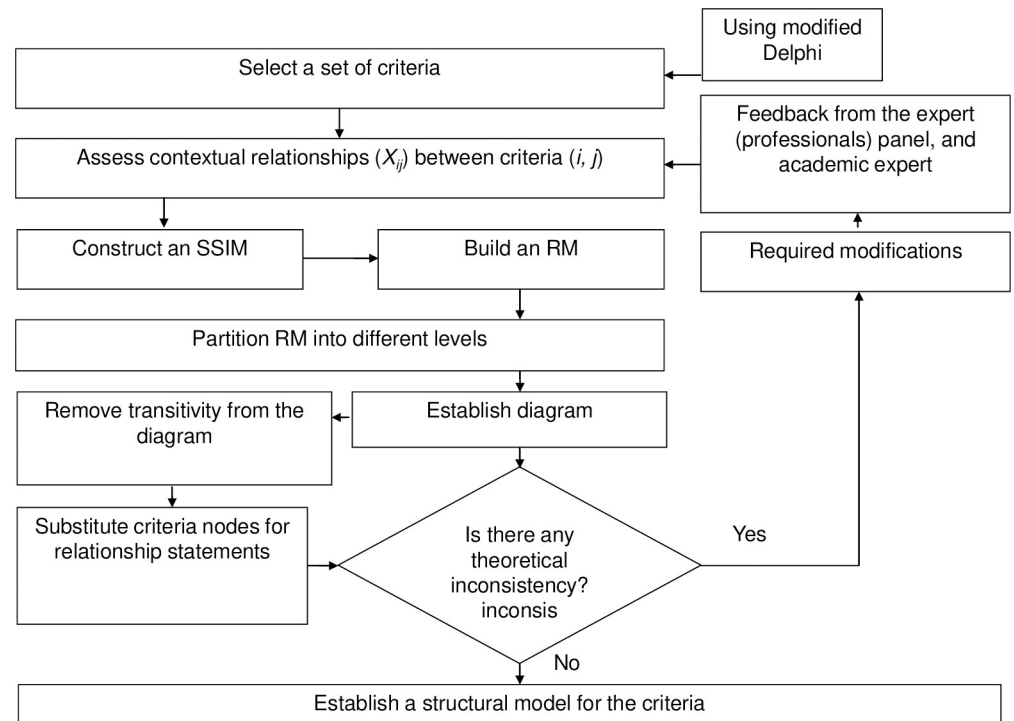 Using modified
Delphi
Select a set of criteria
Feedback from the expert
(professionals) panel, and
academic expert
Assess contextual relationships (Xij) between criteria (i, j)
Construct an SSIM
Build an RM
Required modifications
Partition RM into different levels
Remove transitivity from the
diagram
Establish diagram
Substitute criteria nodes for
relationship statements
Is there any
theoretical
inconsistency?
inconsis
Yes
No
Establish a structural model for the criteria